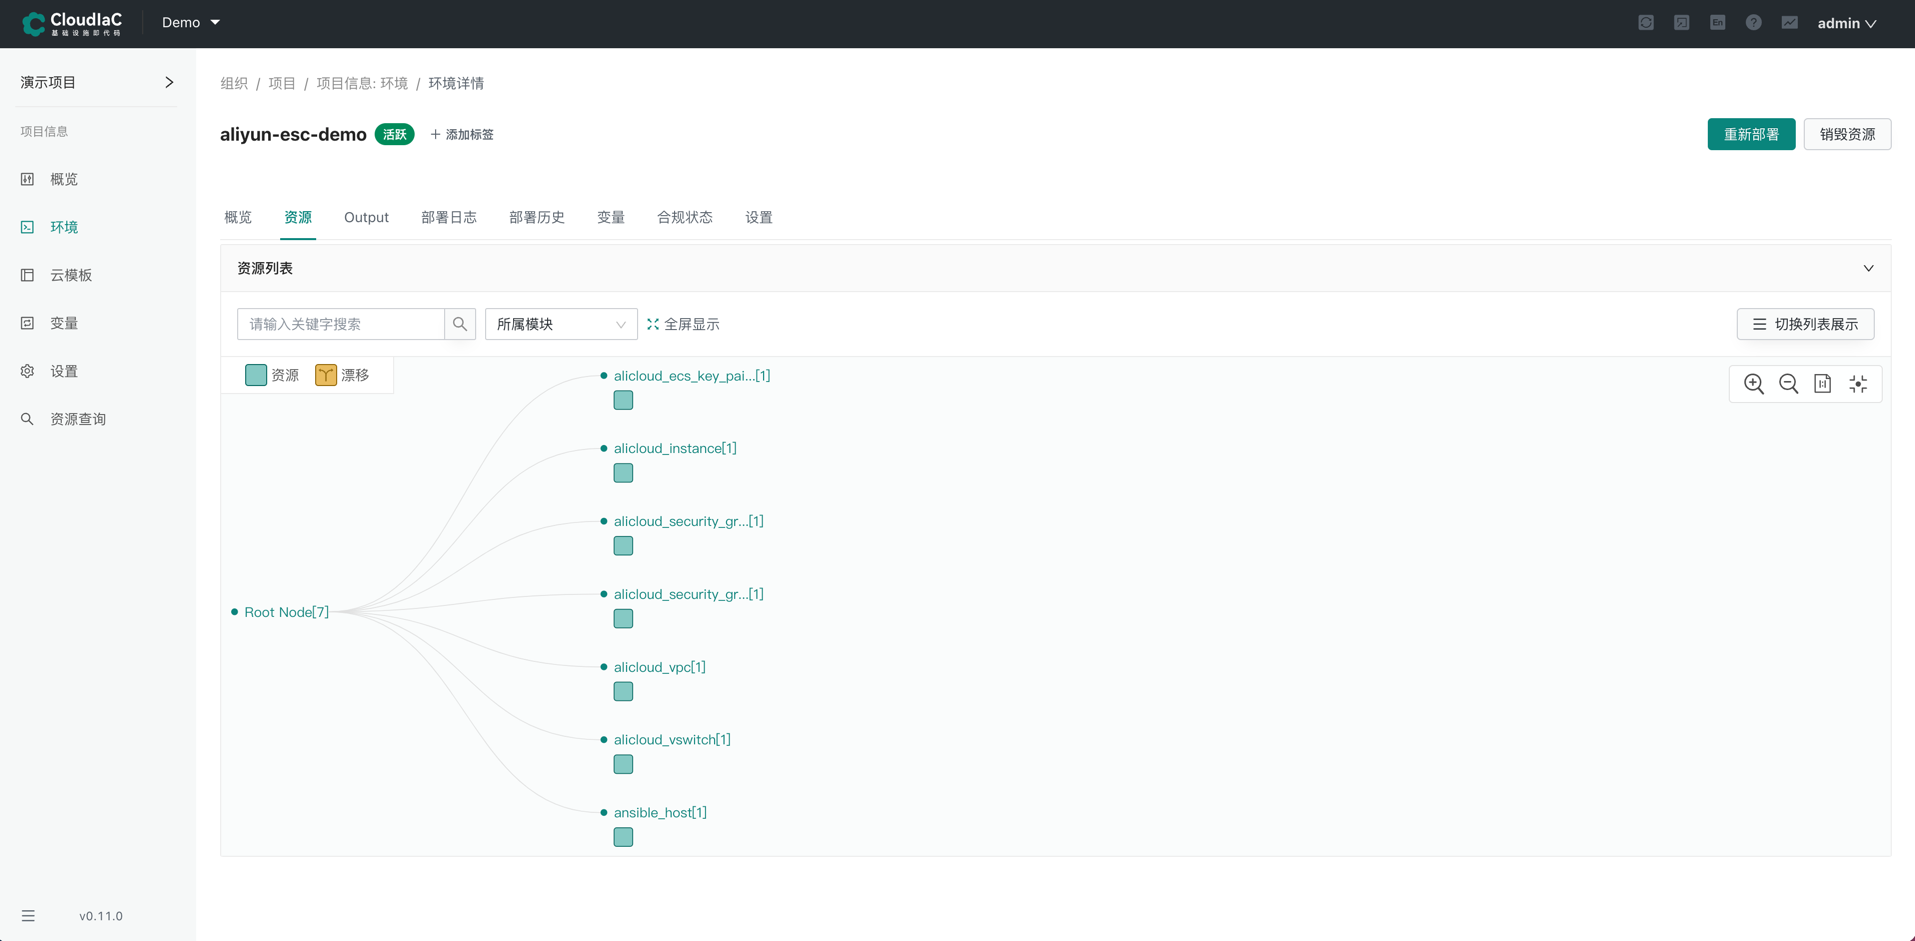 CloudIaC
基础设施即代码
Demo
En
?
admin
演示项目
项目信息
概览
环境
云模板
变量
设置
资源查询
v0.11.0
组织 / 项目 / 项目信息: 环境 / 环境详情
aliyun-esc-demo 活跃 + 添加标签
重新部署 销毁资源
概览 资源 Output 部署日志 部署历史 变量 合规状态 设置
资源列表
请输入关键字搜索 所属模块 全屏显示 切换列表展示
资源 漂移
alicloud_ecs_key_pai...[1]
alicloud_instance[1]
alicloud_security_gr...[1]
alicloud_security_gr...[1]
Root Node[7]
alicloud_vpc[1]
alicloud_vswitch[1]
ansible_host[1]